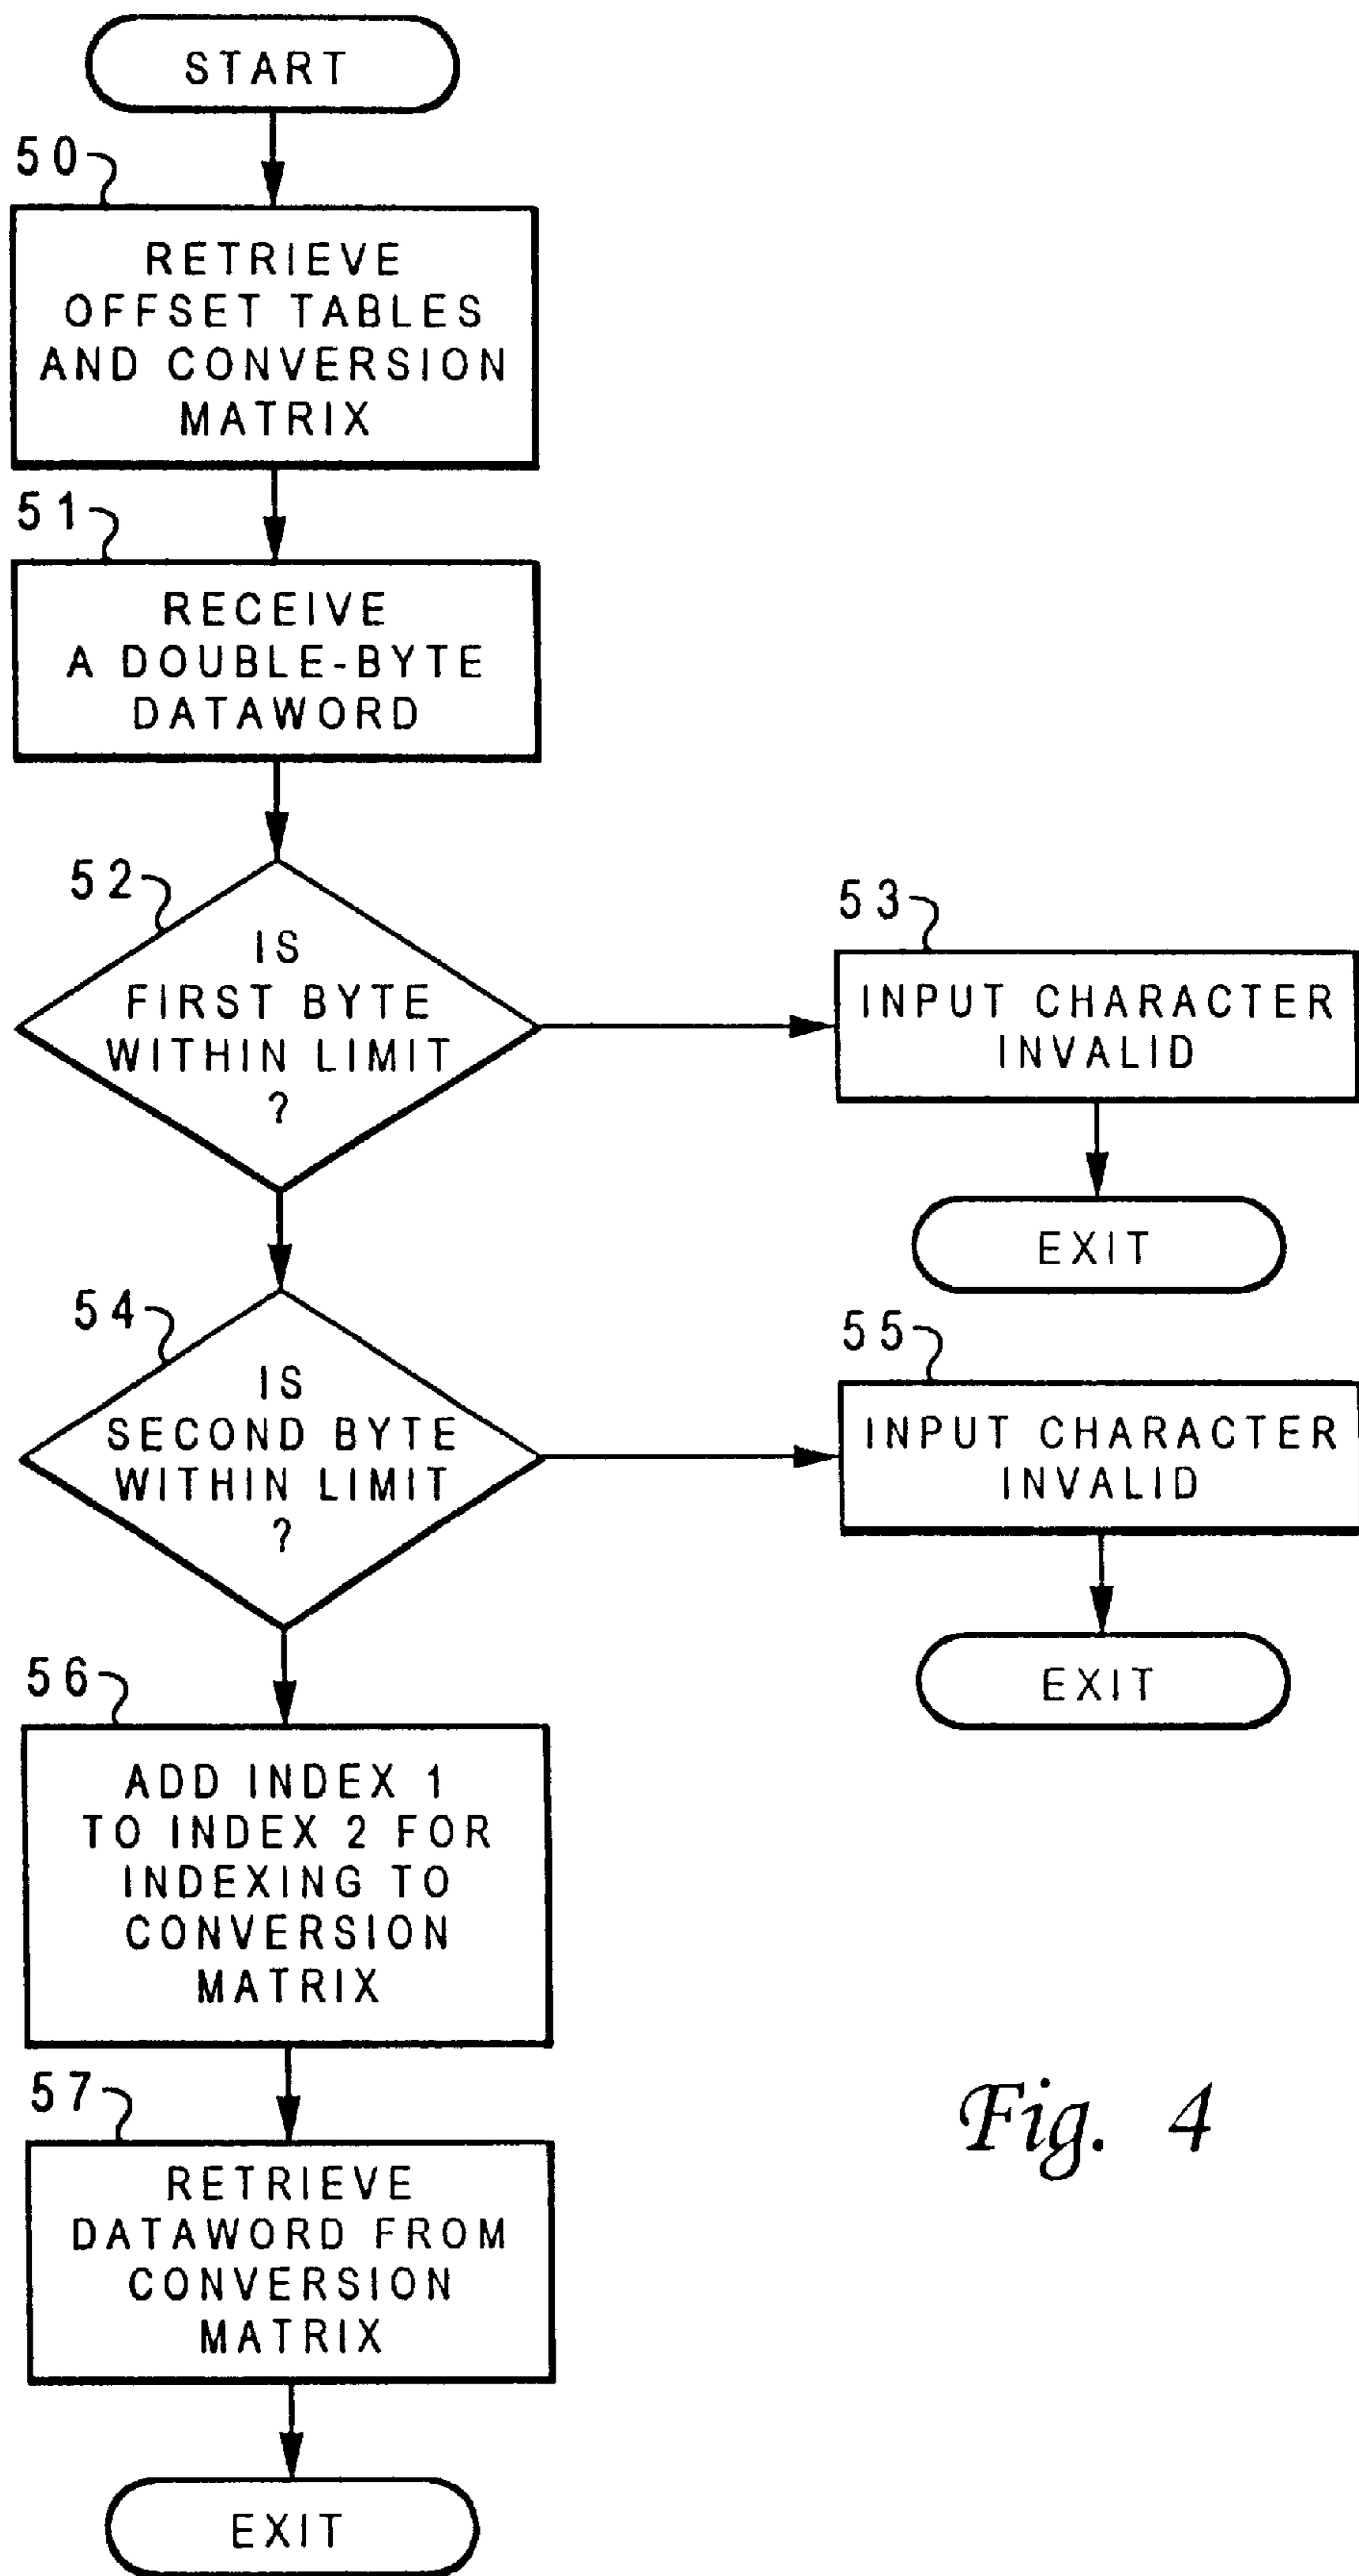 START
50
RETRIEVE
OFFSET TABLES
AND CONVERSION
MATRIX
51
RECEIVE
A DOUBLE-BYTE
DATAWORD
52
IS
FIRST BYTE
WITHIN LIMIT
?
53
INPUT CHARACTER
INVALID
EXIT
54
IS
SECOND BYTE
WITHIN LIMIT
?
55
INPUT CHARACTER
INVALID
EXIT
56
ADD INDEX 1
TO INDEX 2 FOR
INDEXING TO
CONVERSION
MATRIX
57
RETRIEVE
DATAWORD FROM
CONVERSION
MATRIX
EXIT
Fig. 4